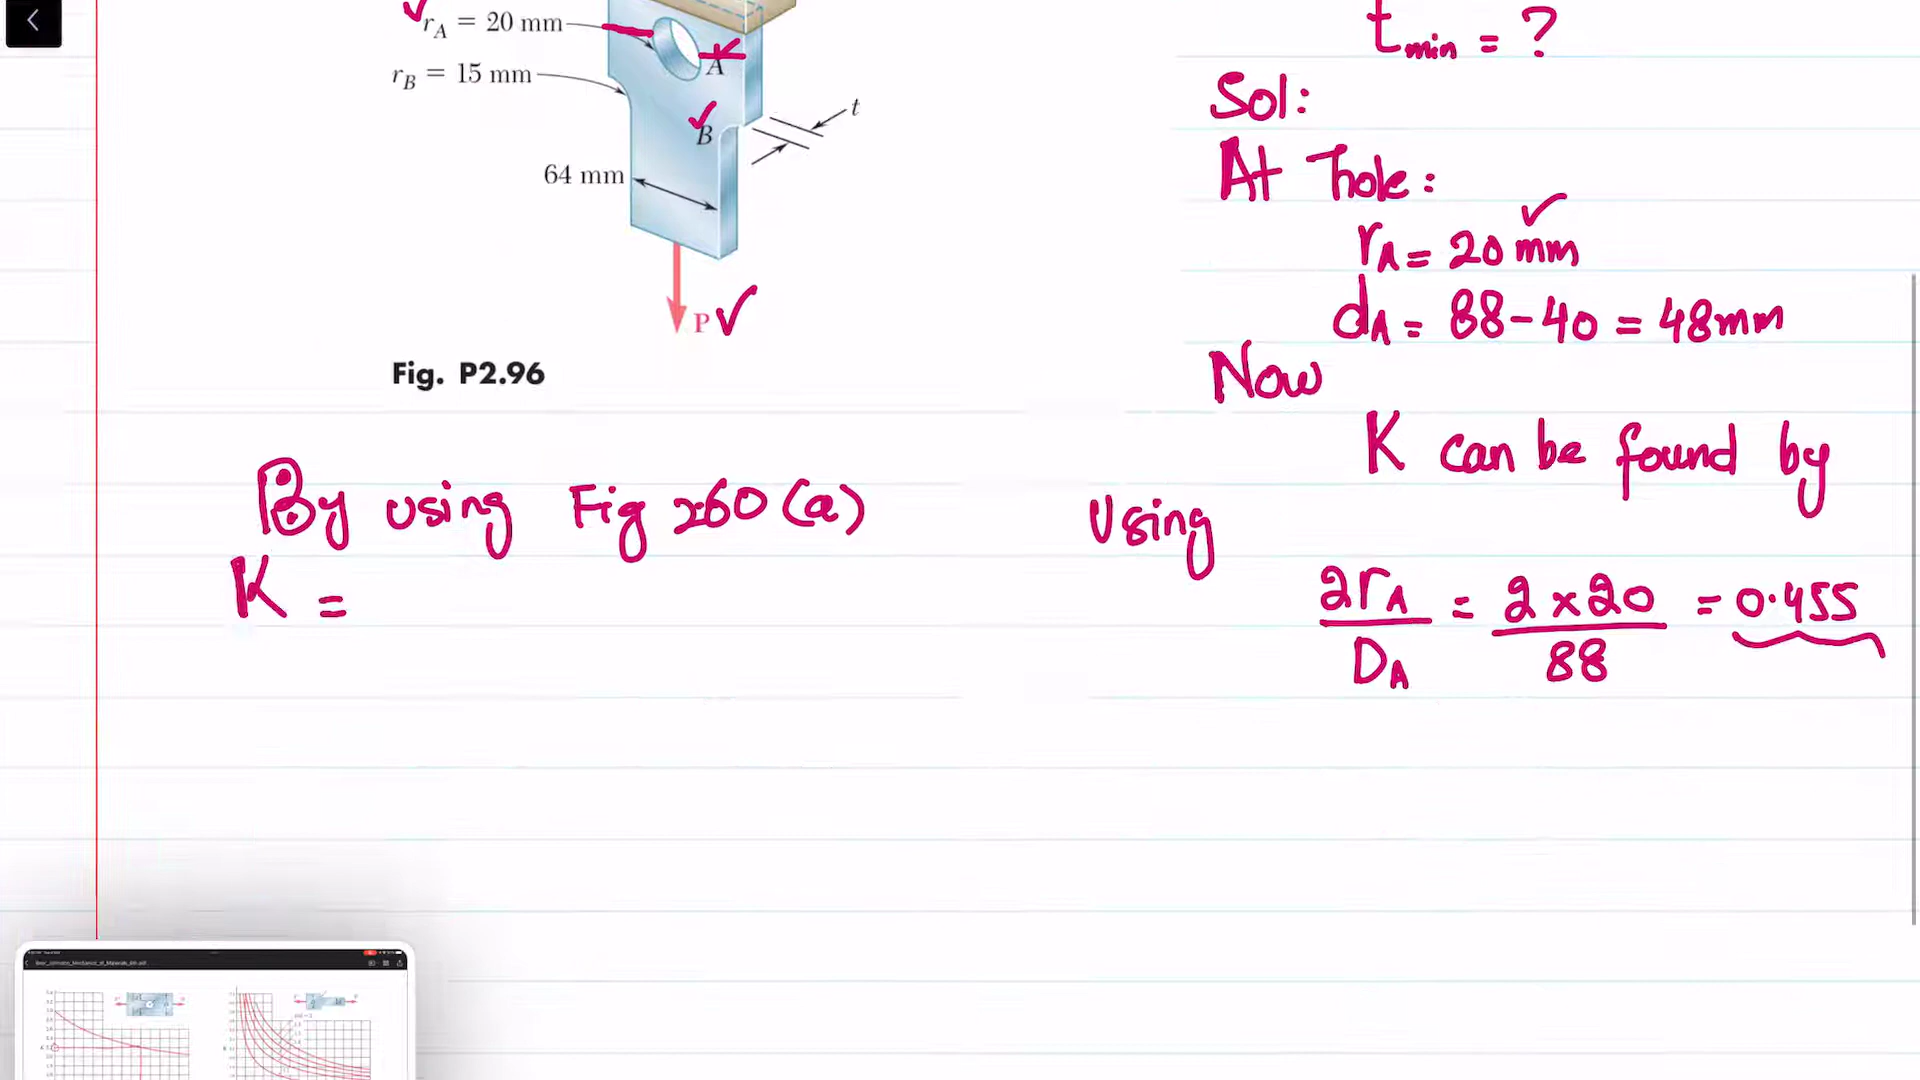 r_A = 20 mm
r_B = 15 mm
A
B
t
64 mm
P
Fig. P2.96
By using Fig 2.60 (a)
K =
t_min = ?
Sol:
At hole:
r_A = 20 mm
d_A = 88 - 40 = 48mm
Now
K can be found by
Using
2r_A / D_A = 2 × 20 / 88 = 0.455